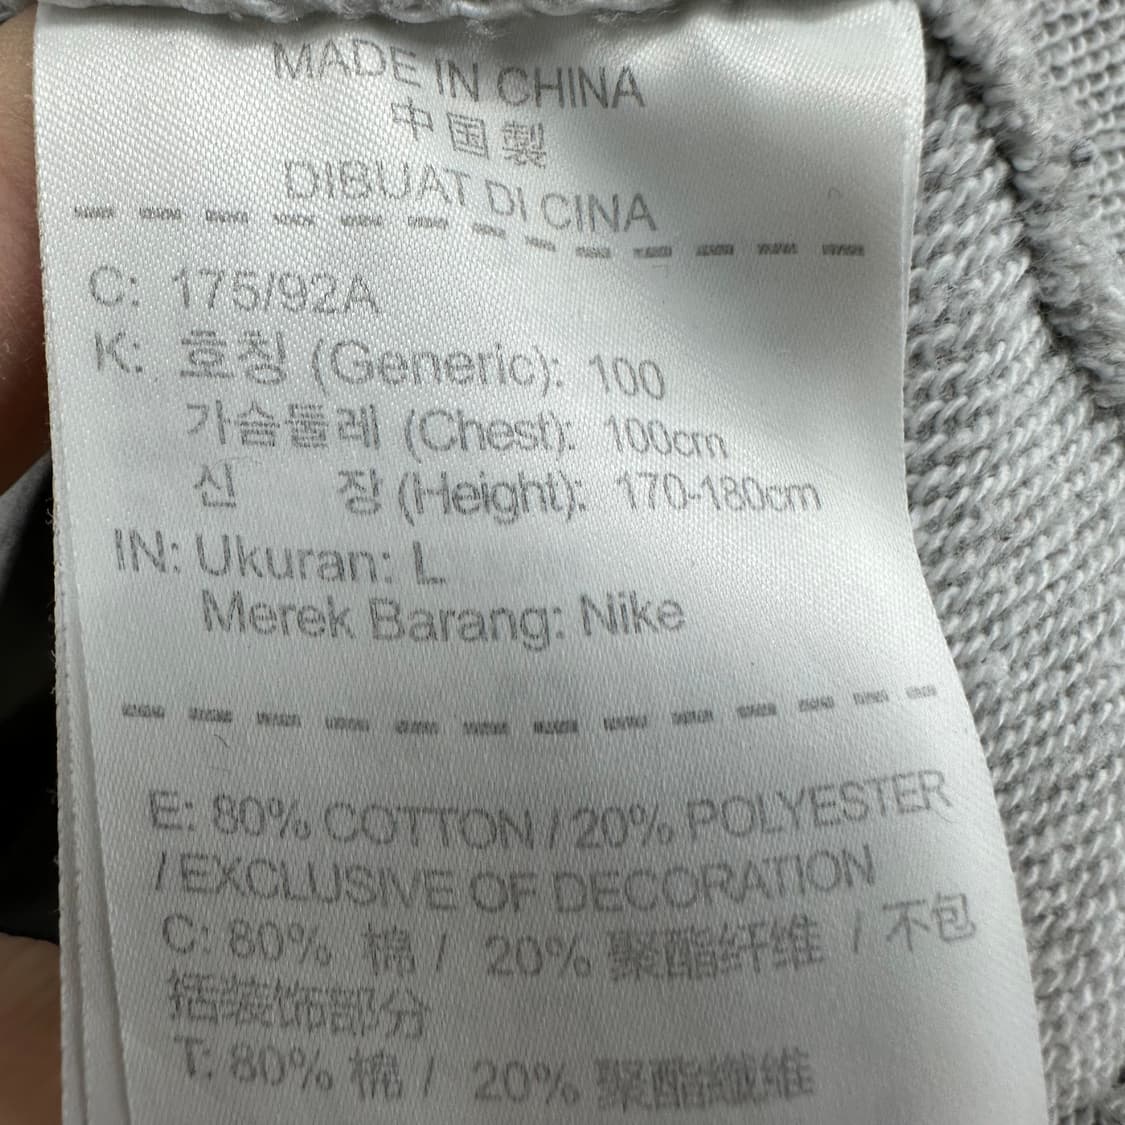 MADE IN CHINA
中国製
DIBUAT DI CINA
C: 175/92A
K: 호칭 (Generic): 100
가슴둘레 (Chest): 100cm
신 장 (Height): 170-180cm
IN: Ukuran: L
Merek Barang: Nike
E: 80% COTTON / 20% POLYESTER
/ EXCLUSIVE OF DECORATION
C: 80% 棉 / 20% 聚酯纤维 / 不包
括装饰部分
T: 80% 棉 / 20% 聚酯纖維